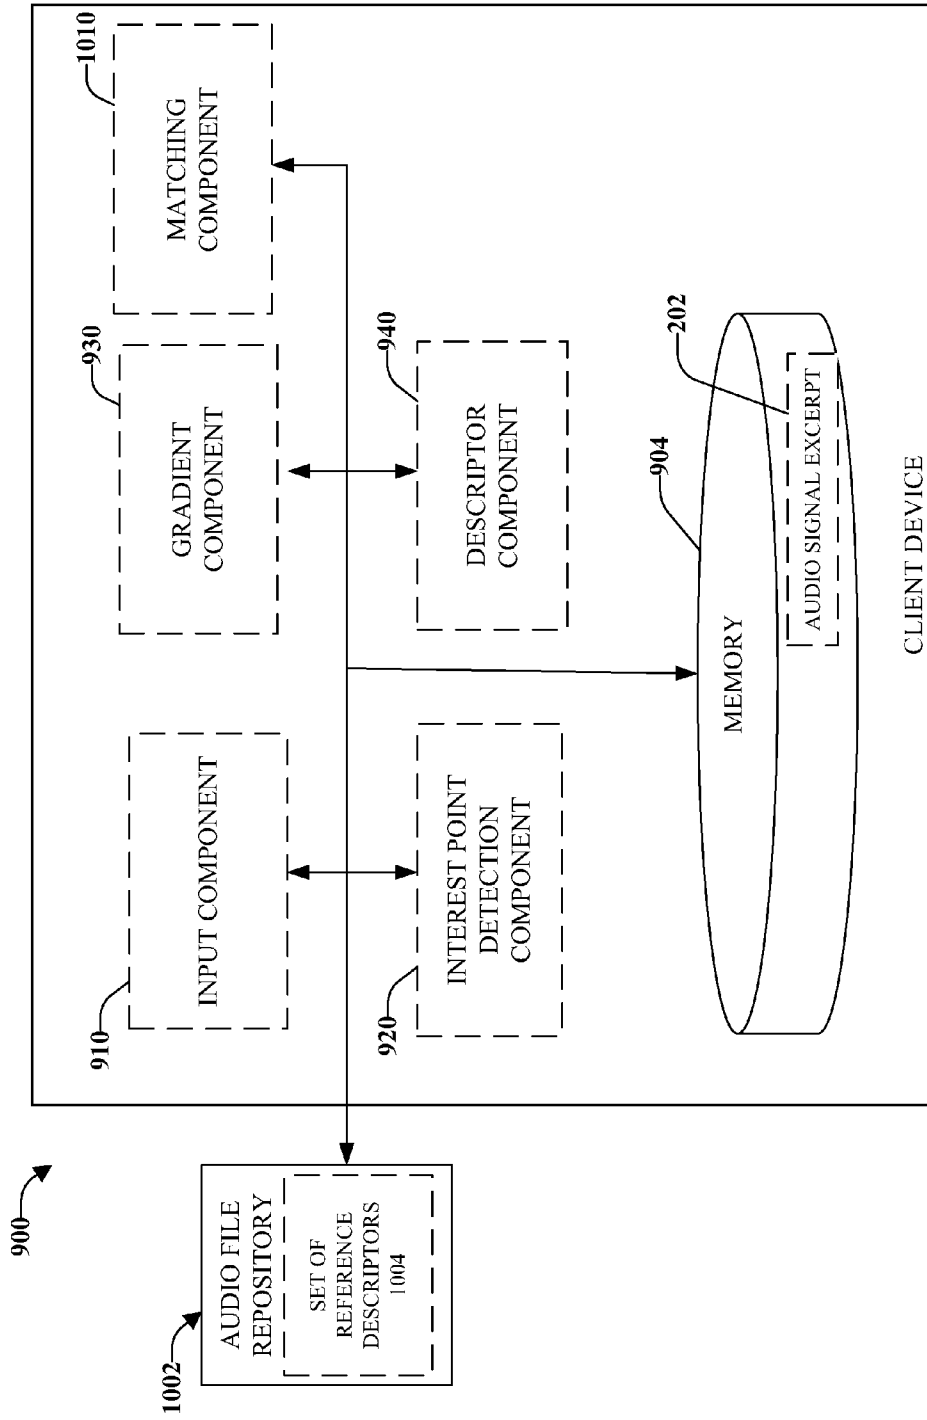 900
1002
AUDIO FILE
REPOSITORY
SET OF
REFERENCE
DESCRIPTORS
1004
910
INPUT COMPONENT
930
GRADIENT
COMPONENT
1010
MATCHING
COMPONENT
920
INTEREST POINT
DETECTION
COMPONENT
940
DESCRIPTOR
COMPONENT
904
MEMORY
202
AUDIO SIGNAL EXCERPT
CLIENT DEVICE